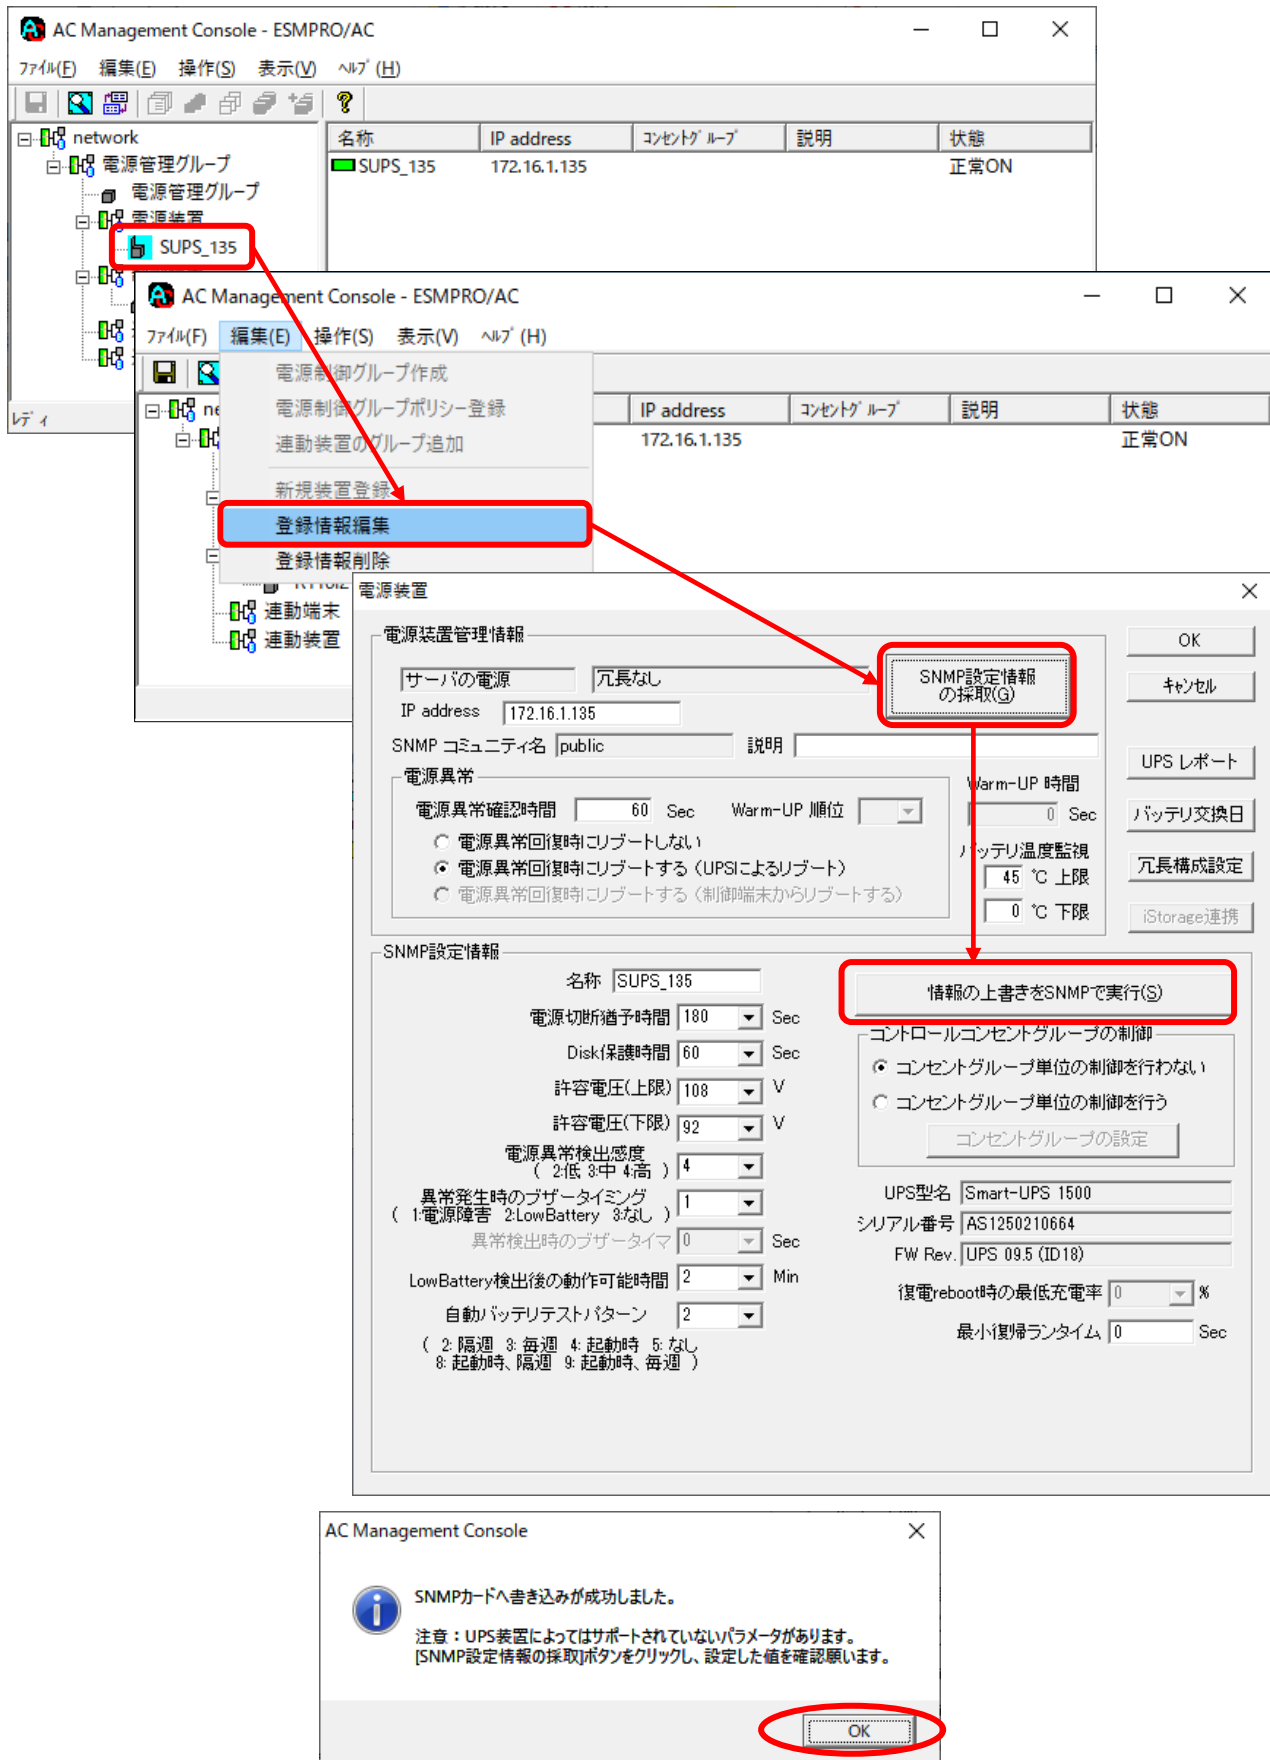 AC Management Console - ESMPRO/AC
ﾌｧｲﾙ(F) 編集(E) 操作(S) 表示(V) ﾍﾙﾌﾟ(H)
network
電源管理グループ
電源管理グループ
電源装置
SUPS_135
名称 IP address ｺﾝｾﾝﾄｸﾞﾙｰﾌﾟ 説明 状態
SUPS_135 172.16.1.135 正常ON
ﾚﾃﾞｨ
AC Management Console - ESMPRO/AC
ﾌｧｲﾙ(F) 編集(E) 操作(S) 表示(V) ﾍﾙﾌﾟ(H)
電源制御グループ作成
電源制御グループポリシー登録
連動装置のグループ追加
新規装置登録
登録情報編集
登録情報削除
ne
IP address ｺﾝｾﾝﾄｸﾞﾙｰﾌﾟ 説明 状態
172.16.1.135 正常ON
連動端末
連動装置
電源装置
電源装置管理情報
サーバの電源 冗長なし
SNMP設定情報
の採取(G)
IP address 172.16.1.135
SNMP コミュニティ名 public 説明
電源異常
電源異常確認時間 60 Sec Warm-UP 順位
電源異常回復時にリブートしない
電源異常回復時にリブートする（UPSによるリブート）
電源異常回復時にリブートする（制御端末からリブートする）
Warm-UP 時間
0 Sec
バッテリ温度監視
45 ℃ 上限
0 ℃ 下限
OK
ｷｬﾝｾﾙ
UPS レポート
バッテリ交換日
冗長構成設定
iStorage連携
SNMP設定情報
名称 SUPS_135
電源切断猶予時間 180 Sec
Disk保護時間 60 Sec
許容電圧(上限) 108 V
許容電圧(下限) 92 V
電源異常検出感度
( 2:低 3:中 4:高 ) 4
異常発生時のブザータイミング
( 1:電源障害 2:LowBattery 3:なし ) 1
異常検出時のブザータイマ 0 Sec
LowBattery検出後の動作可能時間 2 Min
自動バッテリテストパターン 2
( 2: 隔週 3: 毎週 4: 起動時 5: なし
8: 起動時、隔週 9: 起動時、毎週 )
情報の上書きをSNMPで実行(S)
コントロールコンセントグループの制御
コンセントグループ単位の制御を行わない
コンセントグループ単位の制御を行う
コンセントグループの設定
UPS型名 Smart-UPS 1500
シリアル番号 AS1250210664
FW Rev. UPS 09.5 (ID18)
復電reboot時の最低充電率 0 %
最小復帰ランタイム 0 Sec
AC Management Console
SNMPカードへ書き込みが成功しました。
注意：UPS装置によってはサポートされていないパラメータがあります。
[SNMP設定情報の採取]ボタンをクリックし、設定した値を確認願います。
OK